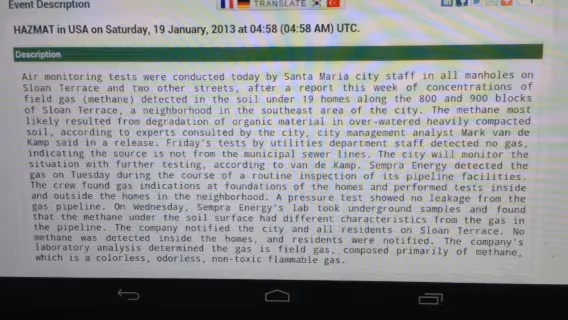 Event Description
TRANSLATE
HAZMAT in USA on Saturday, 19 January, 2013 at 04:58 (04:58 AM) UTC.
Description
Air monitoring tests were conducted today by Santa Maria city staff in all manholes on
Sloan Terrace and two other streets, after a report this week of concentrations of
field gas (methane) detected in the soil under 19 homes along the 800 and 900 blocks
of Sloan Terrace, a neighborhood in the southeast area of the city. The methane most
likely resulted from degradation of organic material in over-watered heavily compacted
soil, according to experts consulted by the city, city management analyst Mark van de
Kamp said in a release. Friday's tests by utilities department staff detected no gas,
indicating the source is not from the municipal sewer lines. The city will monitor the
situation with further testing, according to van de Kamp. Sempra Energy detected the
gas on Tuesday during the course of a routine inspection of its pipeline facilities.
The crew found gas indications at foundations of the homes and performed tests inside
and outside the homes in the neighborhood. A pressure test showed no leakage from the
gas pipeline. On Wednesday, Sempra Energy's lab took underground samples and found
that the methane under the soil surface had different characteristics from the gas in
the pipeline. The company notified the city and all residents on Sloan Terrace. No
methane was detected inside the homes, and residents were notified. The company's
laboratory analysis determined the gas is field gas, composed primarily of methane,
which is a colorless, odorless, non-toxic flammable gas.